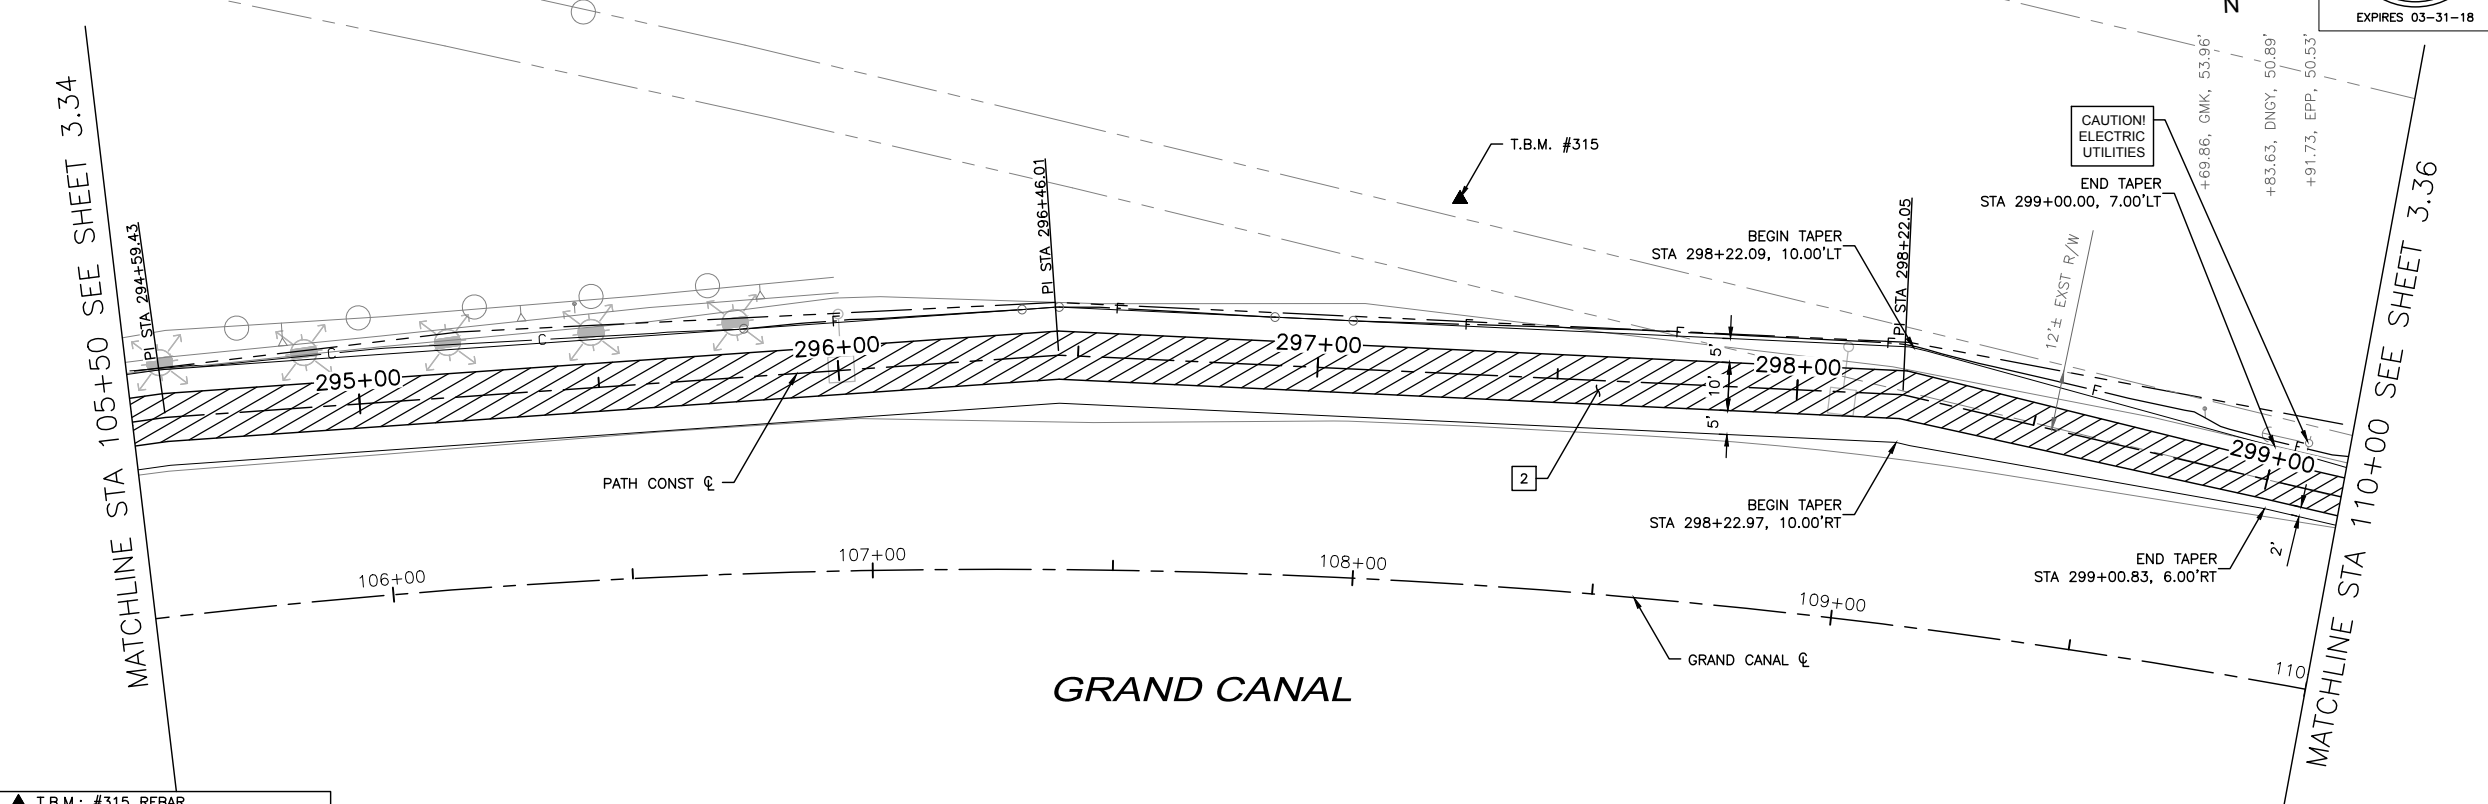 N
EXPIRES 03-31-18
+69.86, GMK, 53.96'
+83.63, DNGY, 50.89'
+91.73, EPP, 50.53'
MATCHLINE STA 105+50 SEE SHEET 3.34
PI STA 294+59.43
PI STA 296+46.01
T.B.M. #315
CAUTION!
ELECTRIC
UTILITIES
END TAPER
STA 299+00.00, 7.00'LT
BEGIN TAPER
STA 298+22.09, 10.00'LT
PI STA 298+22.05
12'± EXST R/W
MATCHLINE STA 110+00 SEE SHEET 3.36
C
C
F
F
F
F
F
F
F
295+00
296+00
297+00
298+00
299+00
5'
10'
5'
PATH CONST ℄
2
BEGIN TAPER
STA 298+22.97, 10.00'RT
END TAPER
STA 299+00.83, 6.00'RT
2'
106+00
107+00
108+00
109+00
110
GRAND CANAL ℄
GRAND CANAL
T.B.M.: #315 REBAR